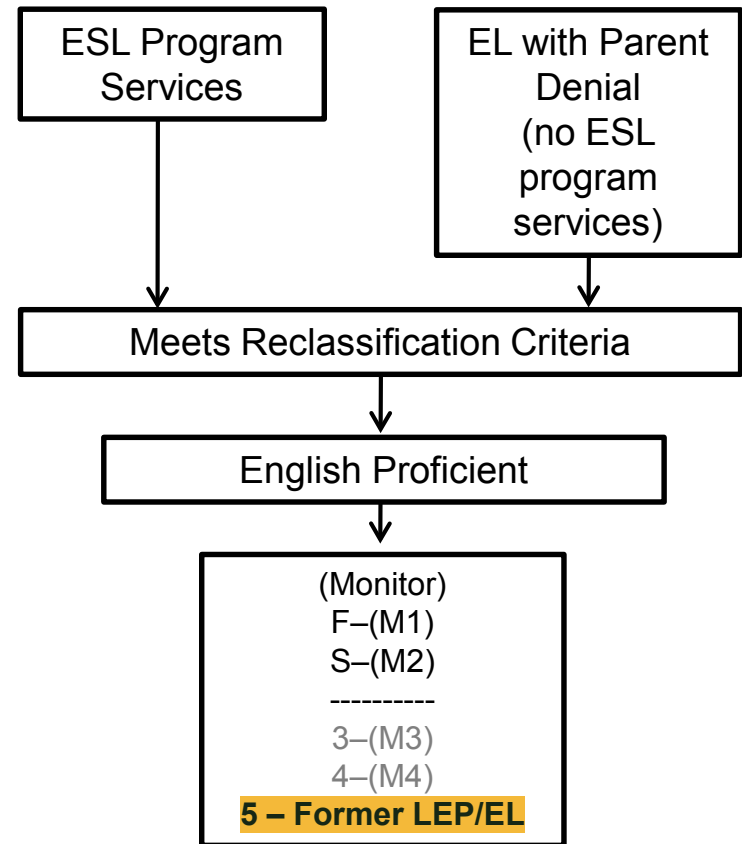 ESL Program
Services
EL with Parent
Denial
(no ESL
program
services)
Meets Reclassification Criteria
English Proficient
(Monitor)
F–(M1)
S–(M2)
----------
3–(M3)
4–(M4)
5 – Former LEP/EL